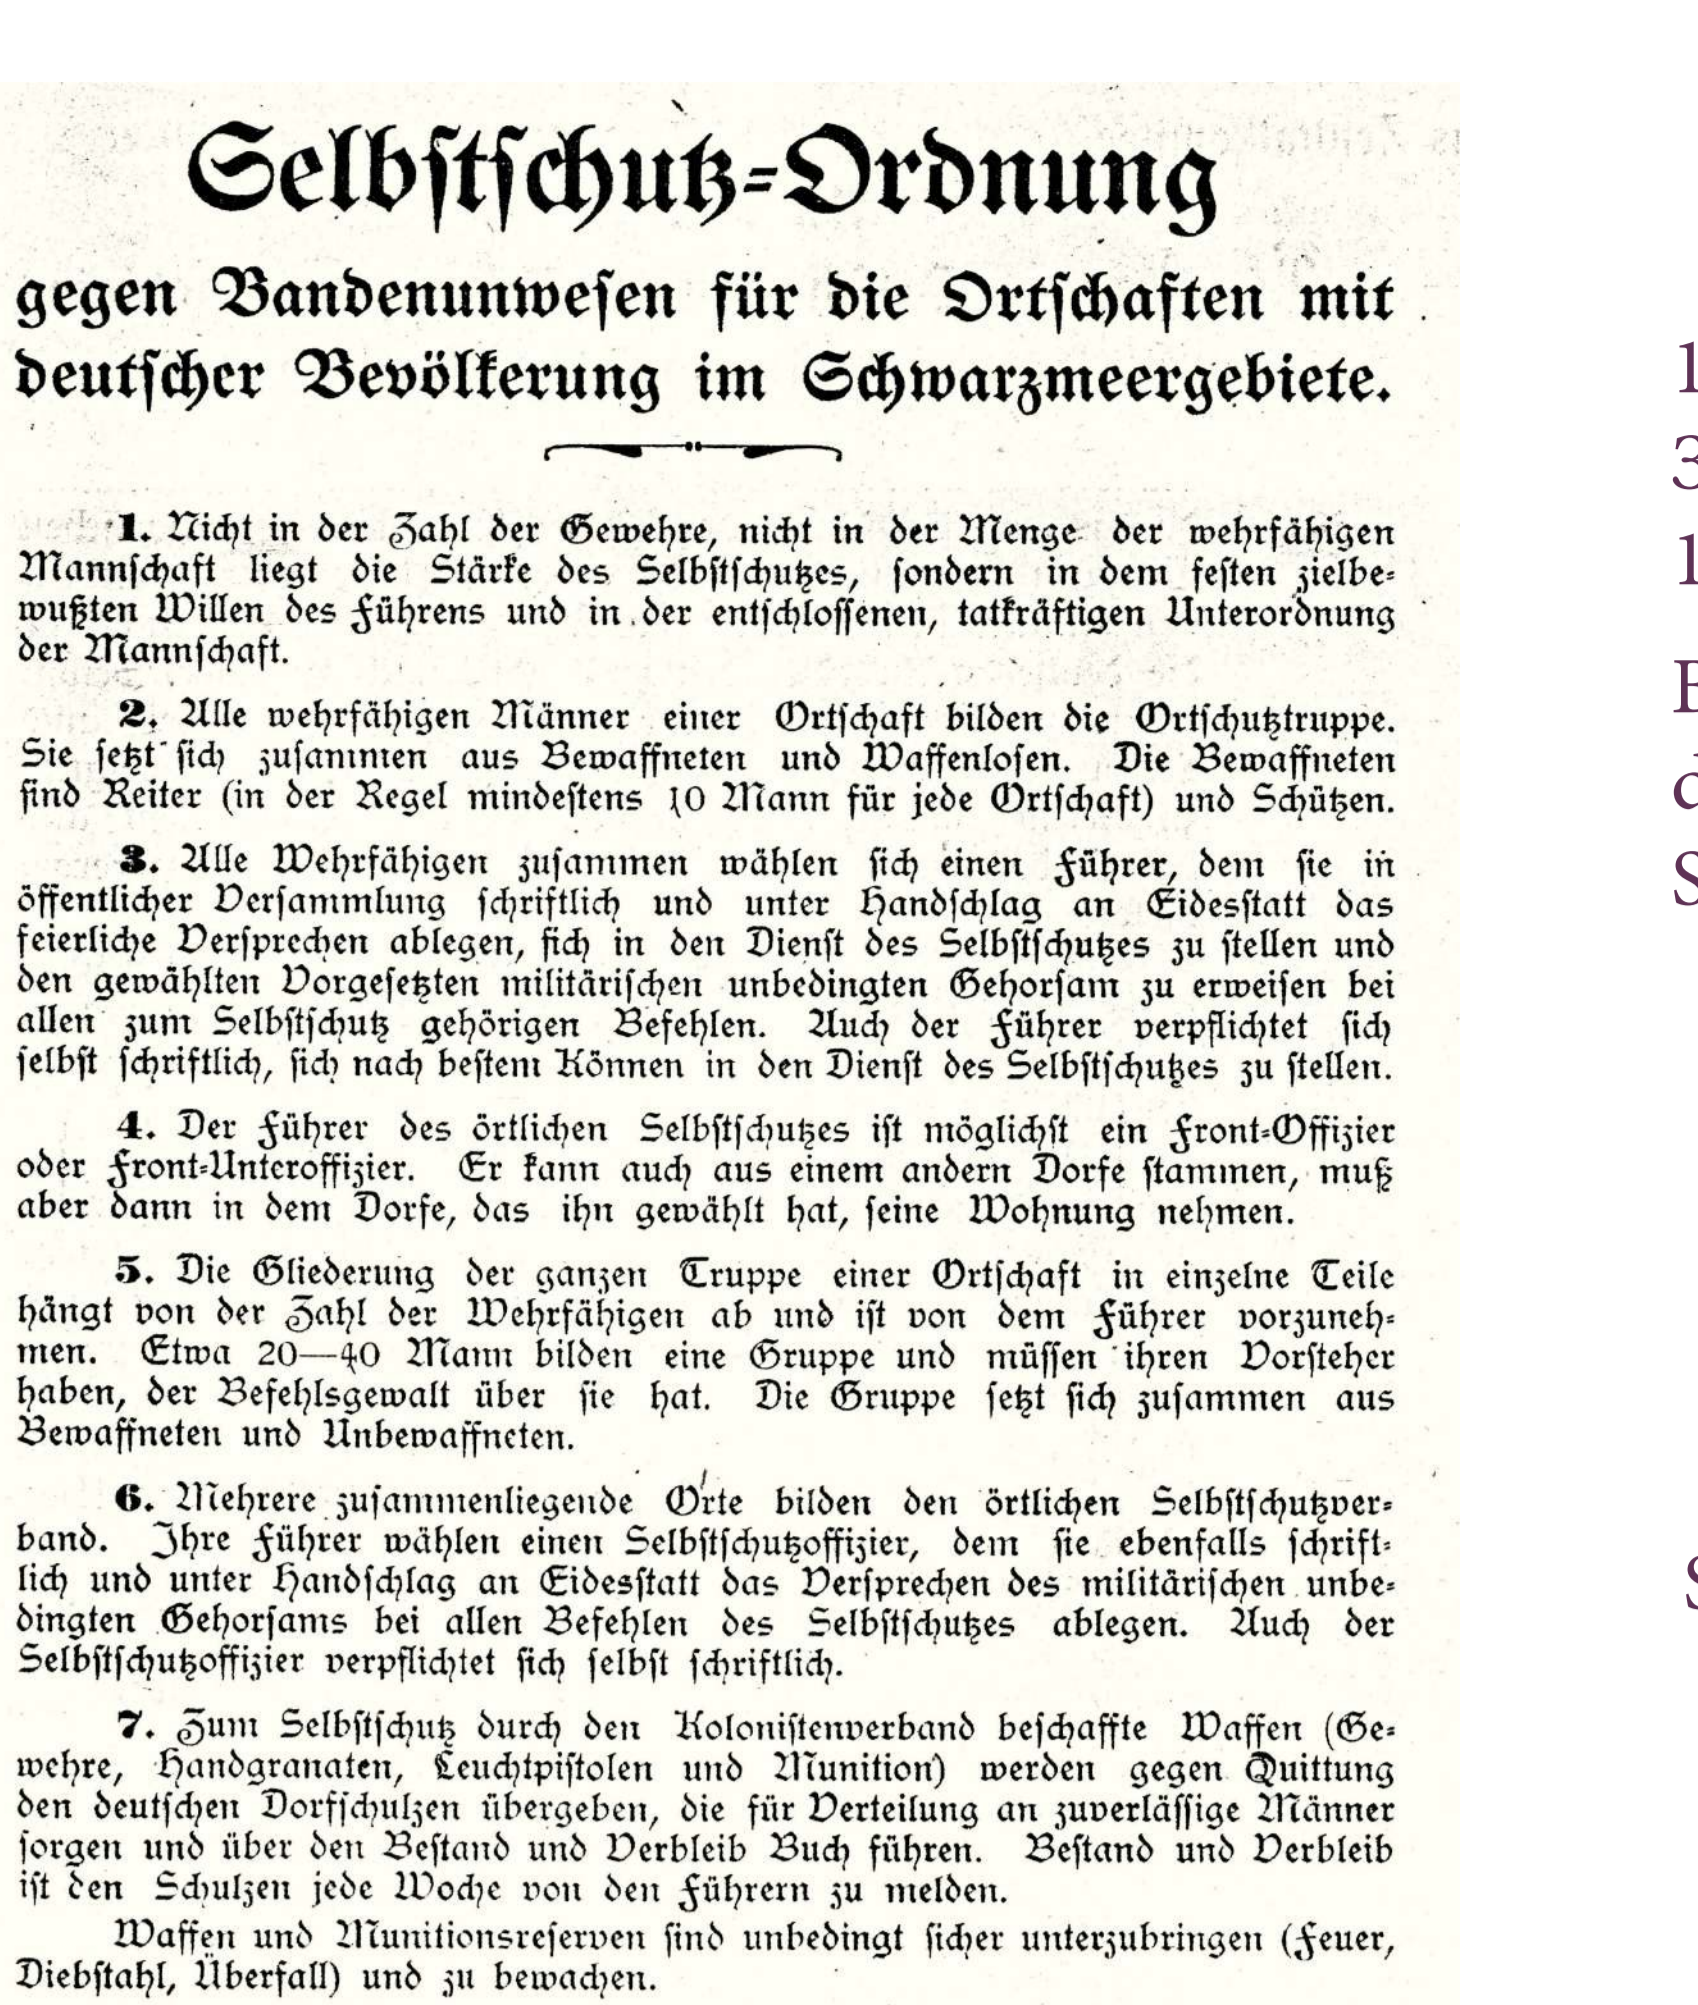 Selbstschutz-Ordnung
gegen Bandenunwesen für die Ortschaften mit
deutscher Bevölkerung im Schwarzmeergebiete.
1. Nicht in der Zahl der Gewehre, nicht in der Menge der wehrfähigen
Mannschaft liegt die Stärke des Selbstschutzes, sondern in dem festen zielbe-
wußten Willen des Führens und in der entschlossenen, tatkräftigen Unterordnung
der Mannschaft.
2. Alle wehrfähigen Männer einer Ortschaft bilden die Ortschutztruppe.
Sie setzt sich zusammen aus Bewaffneten und Waffenlosen. Die Bewaffneten
sind Reiter (in der Regel mindestens 10 Mann für jede Ortschaft) und Schützen.
3. Alle Wehrfähigen zusammen wählen sich einen Führer, dem sie in
öffentlicher Versammlung schriftlich und unter Handschlag an Eidesstatt das
feierliche Versprechen ablegen, sich in den Dienst des Selbstschutzes zu stellen und
den gewählten Vorgesetzten militärischen unbedingten Gehorsam zu erweisen bei
allen zum Selbstschutz gehörigen Befehlen. Auch der Führer verpflichtet sich
selbst schriftlich, sich nach bestem Können in den Dienst des Selbstschutzes zu stellen.
4. Der Führer des örtlichen Selbstschutzes ist möglichst ein Front-Offizier
oder Front-Unteroffizier. Er kann auch aus einem andern Dorfe stammen, muß
aber dann in dem Dorfe, das ihn gewählt hat, seine Wohnung nehmen.
5. Die Gliederung der ganzen Truppe einer Ortschaft in einzelne Teile
hängt von der Zahl der Wehrfähigen ab und ist von dem Führer vorzuneh-
men. Etwa 20—40 Mann bilden eine Gruppe und müssen ihren Vorsteher
haben, der Befehlsgewalt über sie hat. Die Gruppe setzt sich zusammen aus
Bewaffneten und Unbewaffneten.
6. Mehrere zusammenliegende Orte bilden den örtlichen Selbstschutzver-
band. Ihre Führer wählen einen Selbstschutzoffizier, dem sie ebenfalls schrift-
lich und unter Handschlag an Eidesstatt das Versprechen des militärischen unbe-
dingten Gehorsams bei allen Befehlen des Selbstschutzes ablegen. Auch der
Selbstschutzoffizier verpflichtet sich selbst schriftlich.
7. Zum Selbstschutz durch den Kolonistenverband beschaffte Waffen (Ge-
wehre, Handgranaten, Leuchtpistolen und Munition) werden gegen Quittung
den deutschen Dorfschulzen übergeben, die für Verteilung an zuverlässige Männer
sorgen und über den Bestand und Verbleib Buch führen. Bestand und Verbleib
ist den Schulzen jede Woche von den Führern zu melden.
Waffen und Munitionsreserven sind unbedingt sicher unterzubringen (Feuer,
Diebstahl, Überfall) und zu bewachen.